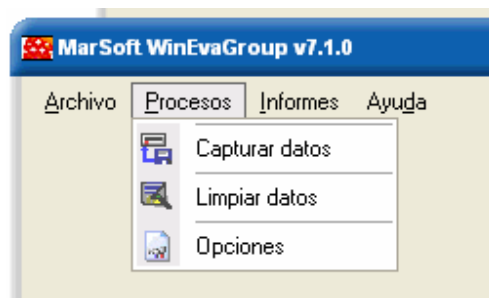 MarSoft WinEvaGroup v7.1.0
Archivo Procesos Informes Ayuda
Capturar datos
Limpiar datos
Opciones